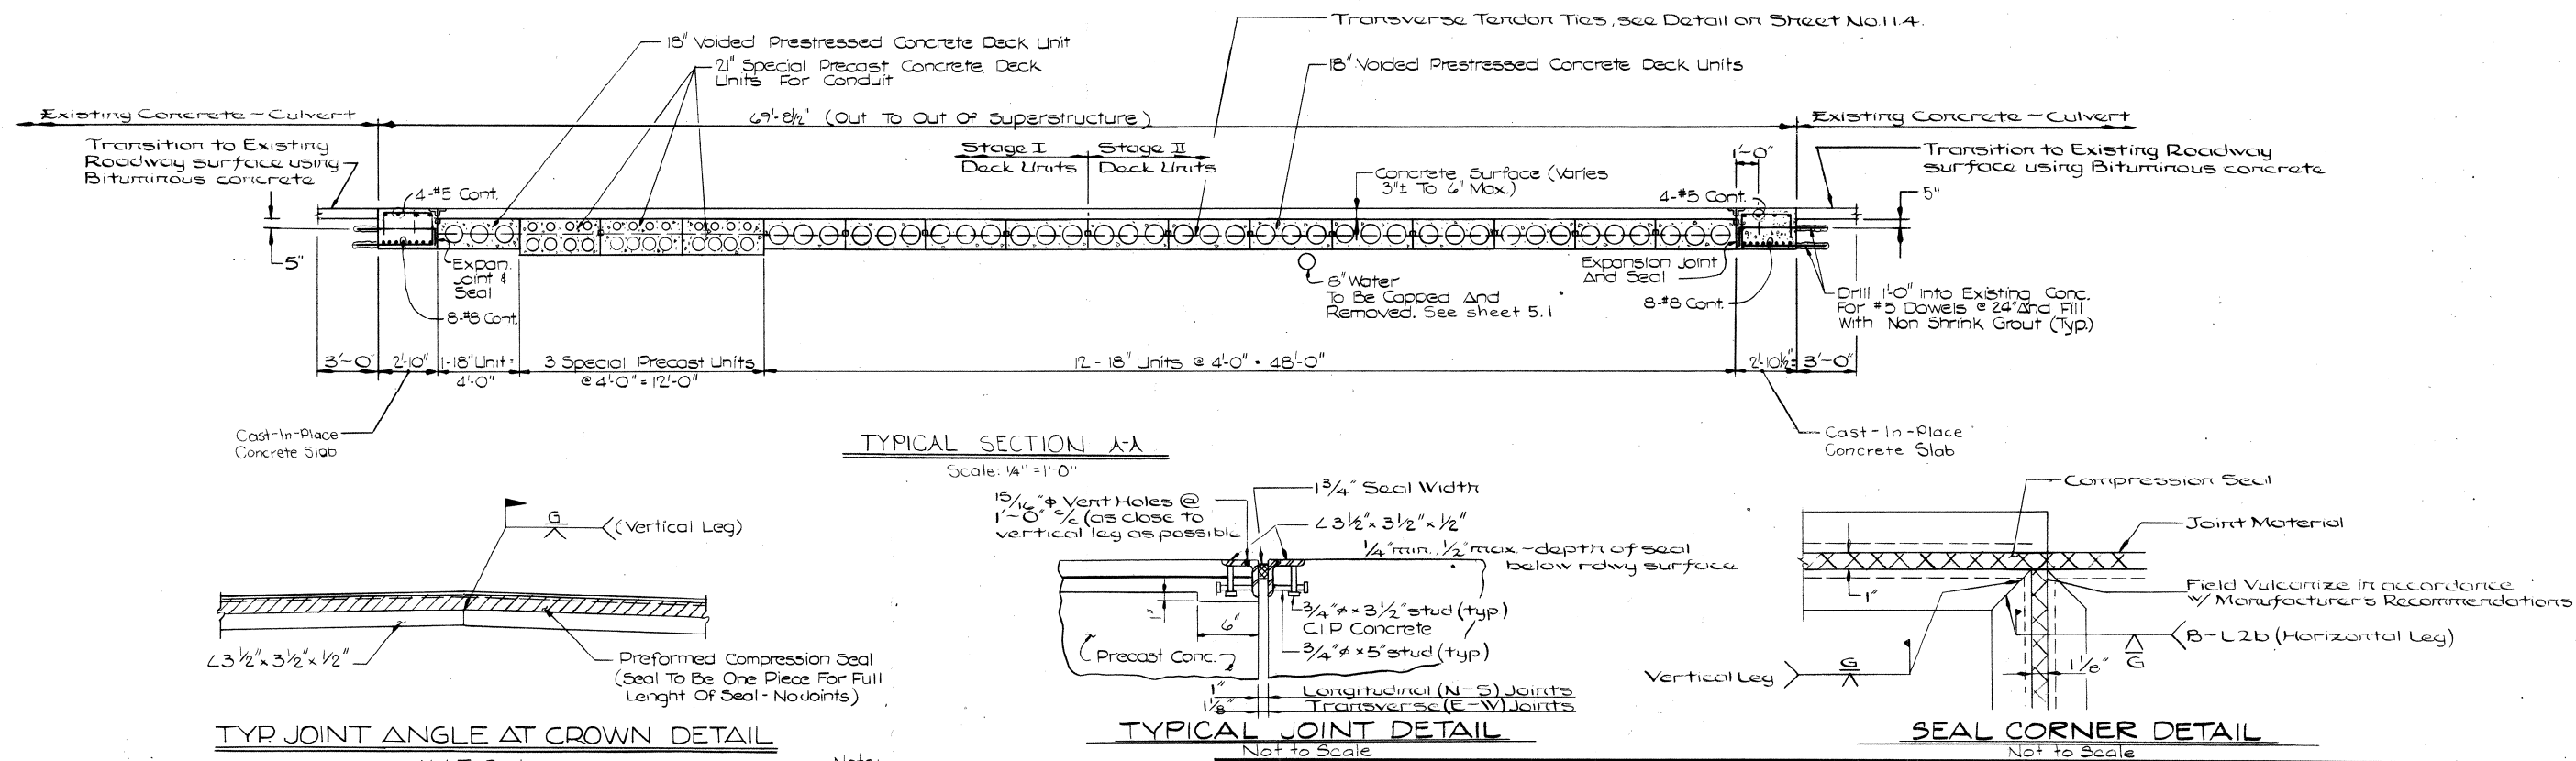 Transverse Tendon Ties, see Detail on Sheet No. 11.4.
18" Voided Prestressed Concrete Deck Unit
21" Special Precast Concrete Deck
Units For Conduit
18" Voided Prestressed Concrete Deck Units
Existing Concrete - Culvert
69'-8½" (Out To Out Of Superstructure)
Existing Concrete - Culvert
Transition to Existing
Roadway surface using
Bituminous concrete
Stage I
Deck Units
Stage II
Deck Units
1'-0"
Transition to Existing Roadway
surface using Bituminous concrete
Concrete Surface (Varies
3"± To 6" Max.)
4-#5 Cont.
4-#5 Cont.
5"
5"
Expan.
Joint &
Seal
8-#8 Cont.
8" Water
To Be Capped And
Removed. See sheet 5.1
Expansion Joint
And Seal
8-#8 Cont.
Drill 1'-0" into Existing Conc.
For #5 Dowels @ 24" And Fill
With Non Shrink Grout (Typ.)
3'-0"
2'-10"
1-18" Unit =
4'-0"
3 Special Precast Units
@ 4'-0" = 12'-0"
12 - 18" Units @ 4'-0" = 48'-0"
2'-10½"±
3'-0"
Cast-In-Place
Concrete Slab
Cast-In-Place
Concrete Slab
TYPICAL SECTION A-A
Scale: ¼" = 1'-0"
G
(Vertical Leg)
∠3½" x 3½" x ½"
Preformed Compression Seal
(Seal To Be One Piece For Full
Lenght Of Seal - No Joints)
TYP. JOINT ANGLE AT CROWN DETAIL
15/16" ϕ Vent Holes @
1'-0" c/c (as close to
vertical leg as possible
1¾" Seal Width
∠3½" x 3½" x ½"
¼" min. ½" max. - depth of seal
below rdwy surface
1"
6"
¾" ϕ x 3½" stud (typ)
C.I.P. Concrete
¾" ϕ x 5" stud (typ)
Precast Conc.
1" Longitudinal (N-S) Joints
1⅛" Transverse (E-W) Joints
TYPICAL JOINT DETAIL
Not to Scale
Compression Seal
Joint Material
1"
Field Vulcanize in accordance
w/ Manufacturer's Recommendations
B-L2b (Horizontal Leg)
G
1⅛"
Vertical Leg
G
SEAL CORNER DETAIL
Not to Scale